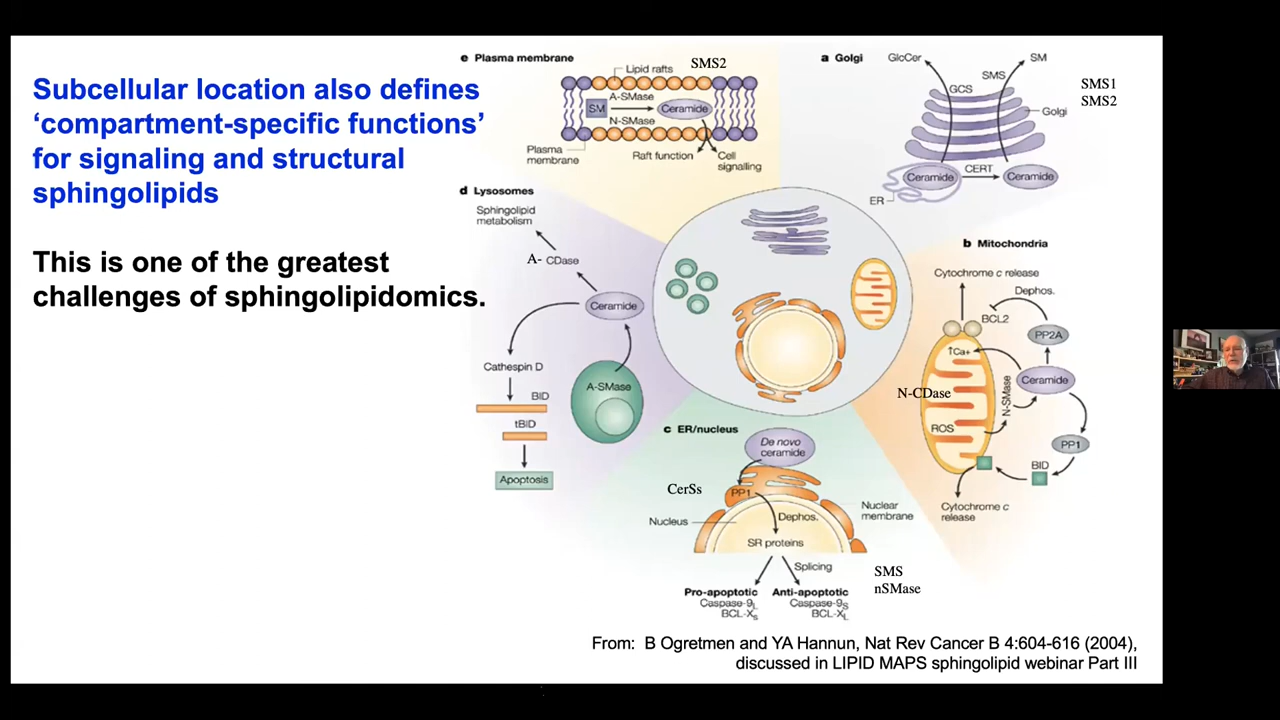 Subcellular location also defines
‘compartment-specific functions’
for signaling and structural
sphingolipids
This is one of the greatest
challenges of sphingolipidomics.
e Plasma membrane
SMS2
Lipid rafts
A-SMase
SM
Ceramide
N-SMase
Plasma
membrane
Raft function
Cell
signalling
a Golgi
GlcCer
SM
SMS
GCS
SMS1
SMS2
Golgi
Ceramide
CERT
Ceramide
ER
d Lysosomes
Sphingolipid
metabolism
A- CDase
Ceramide
Cathespin D
A-SMase
BID
tBID
Apoptosis
b Mitochondria
Cytochrome c release
Dephos.
BCL2
PP2A
↑Ca+
Ceramide
N-CDase
N-SMase
ROS
PP1
BID
Cytochrome c
release
c ER/nucleus
De novo
ceramide
CerSs
PP1
Nuclear
membrane
Nucleus
Dephos.
SR proteins
Splicing
SMS
nSMase
Pro-apoptotic
Caspase-9L
BCL-Xs
Anti-apoptotic
Caspase-9S
BCL-XL
From: B Ogretmen and YA Hannun, Nat Rev Cancer B 4:604-616 (2004),
discussed in LIPID MAPS sphingolipid webinar Part III